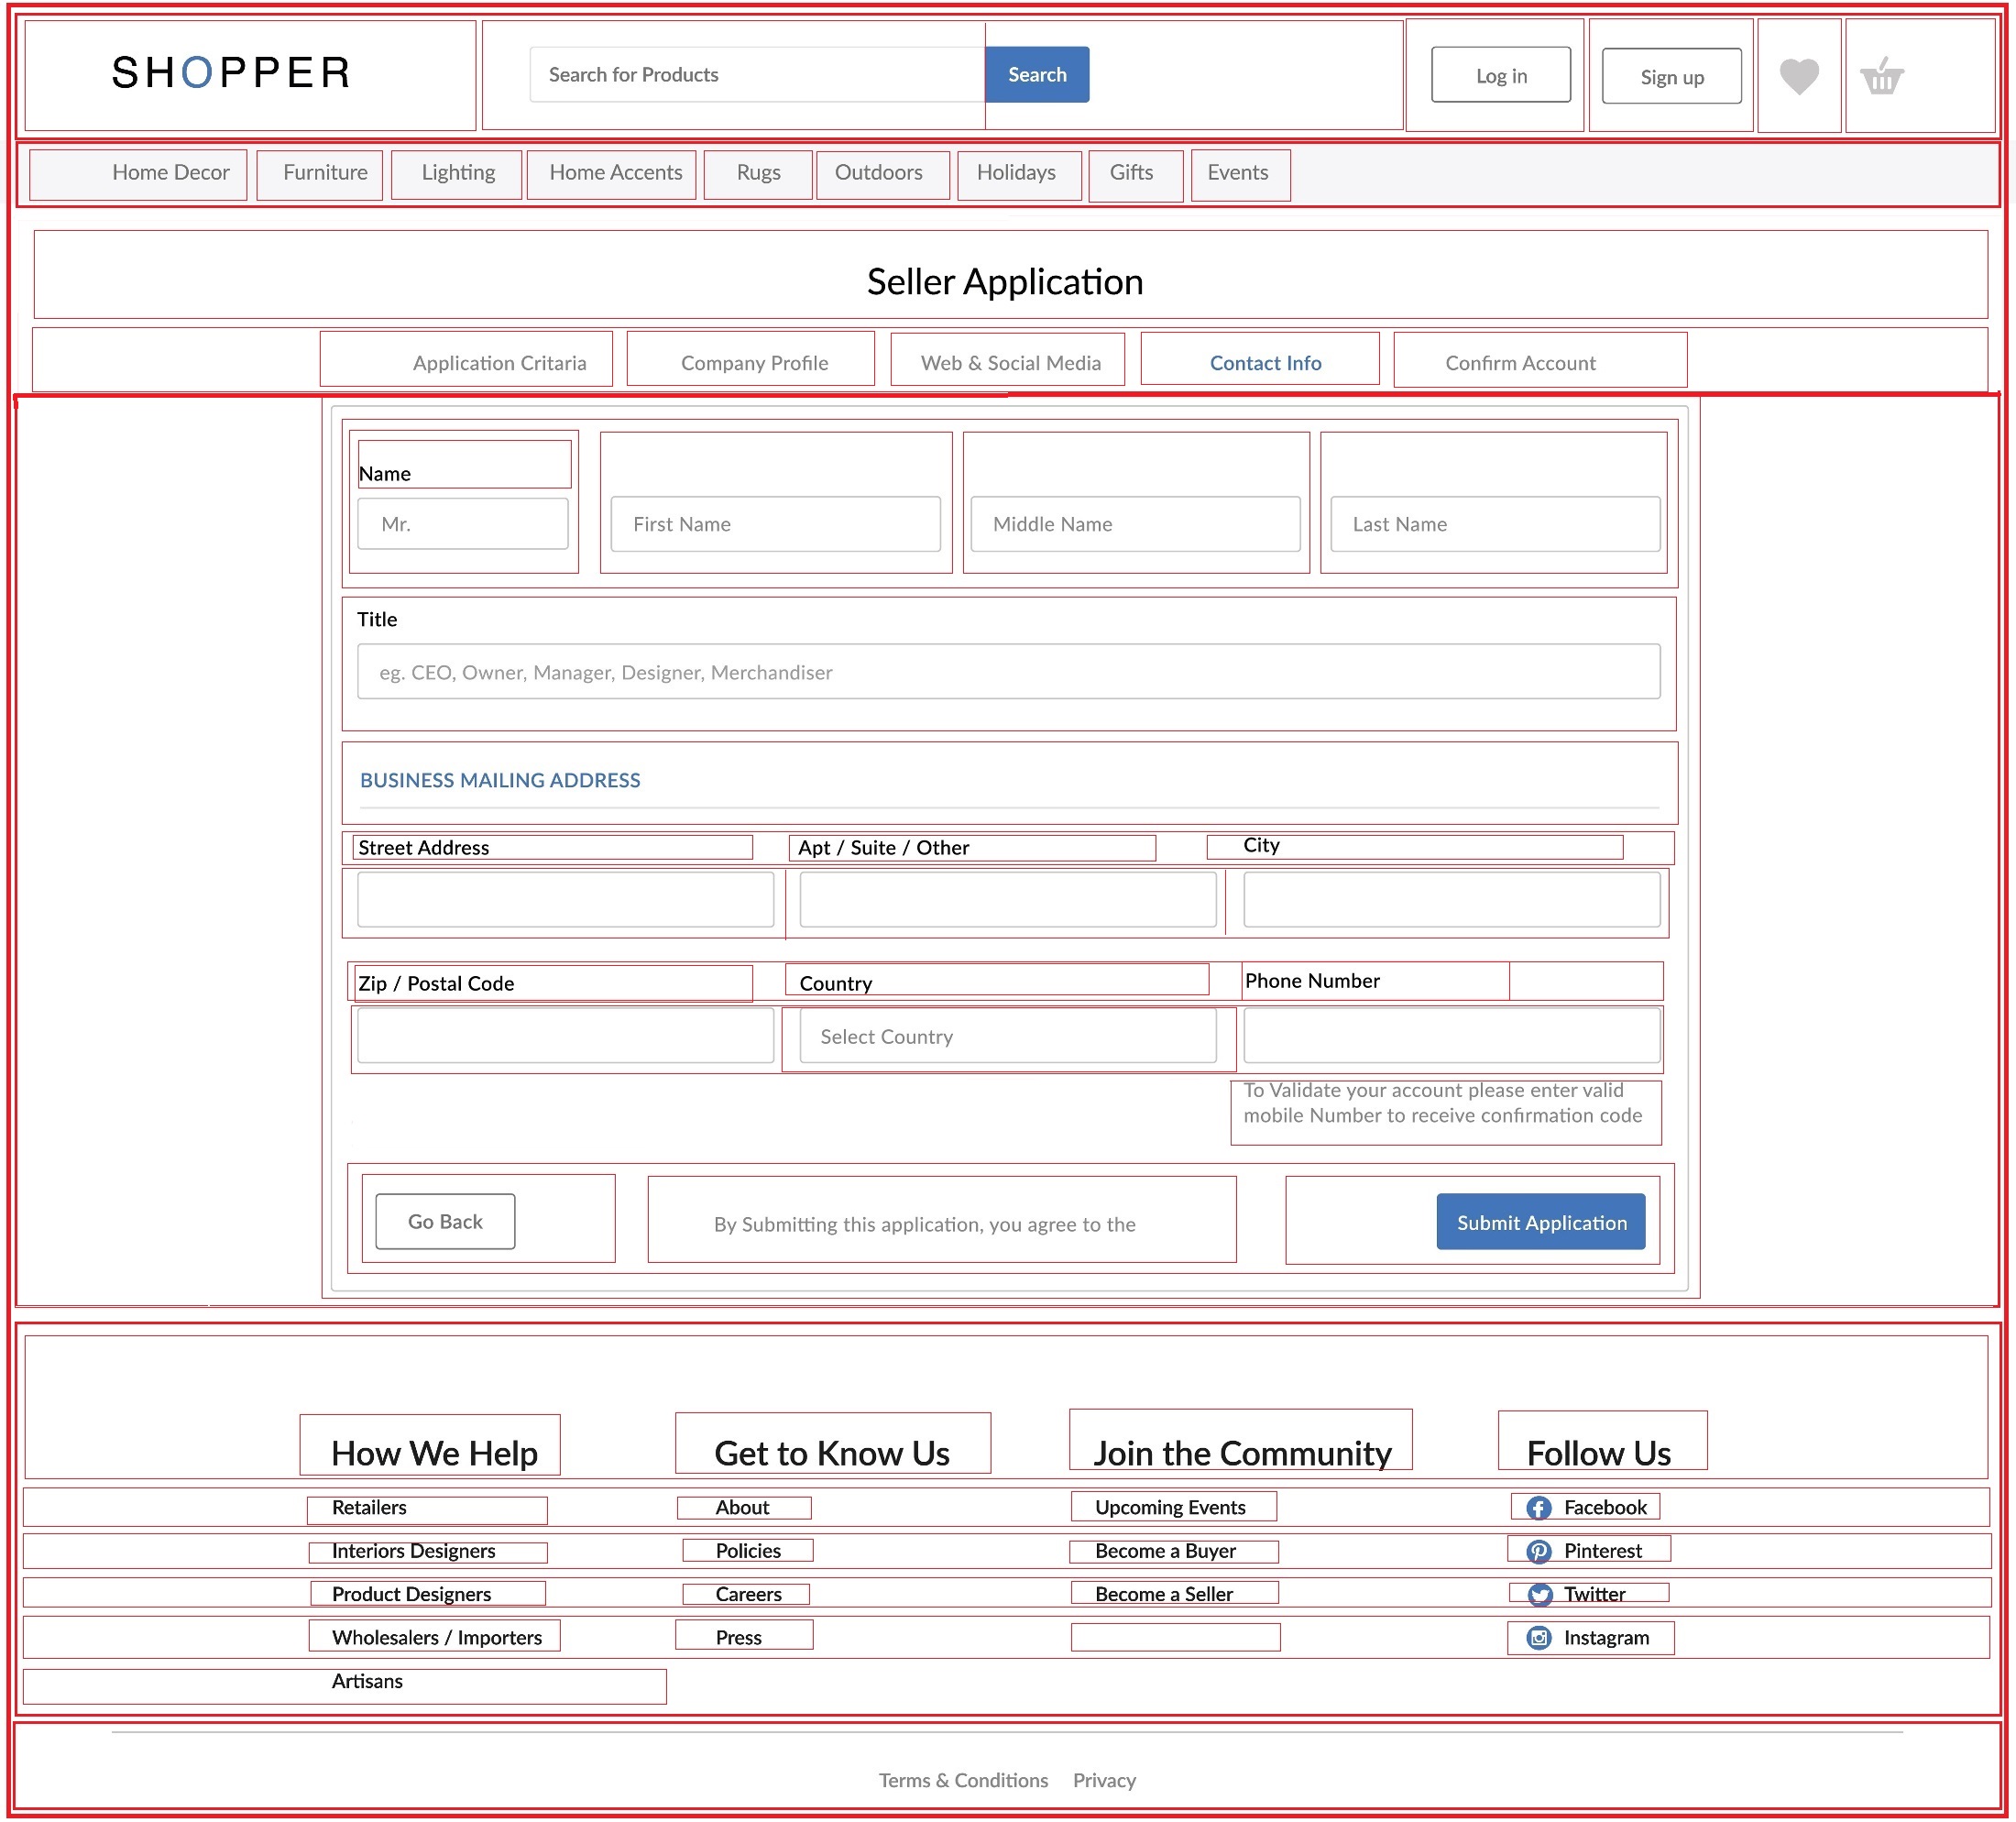 SHOPPER
Search for Products Search Log in Sign up
Home Decor Furniture Lighting Home Accents Rugs Outdoors Holidays Gifts Events
Seller Application
Application Critaria Company Profile Web & Social Media Contact Info Confirm Account
Name
Mr. First Name Middle Name Last Name
Title
eg. CEO, Owner, Manager, Designer, Merchandiser
BUSINESS MAILING ADDRESS
Street Address Apt / Suite / Other City
Zip / Postal Code Country Phone Number
Select Country
To Validate your account please enter valid
mobile Number to receive confirmation code
Go Back By Submitting this application, you agree to the Submit Application
How We Help Get to Know Us Join the Community Follow Us
Retailers About Upcoming Events Facebook
Interiors Designers Policies Become a Buyer Pinterest
Product Designers Careers Become a Seller Twitter
Wholesalers / Importers Press Instagram
Artisans
Terms & Conditions Privacy